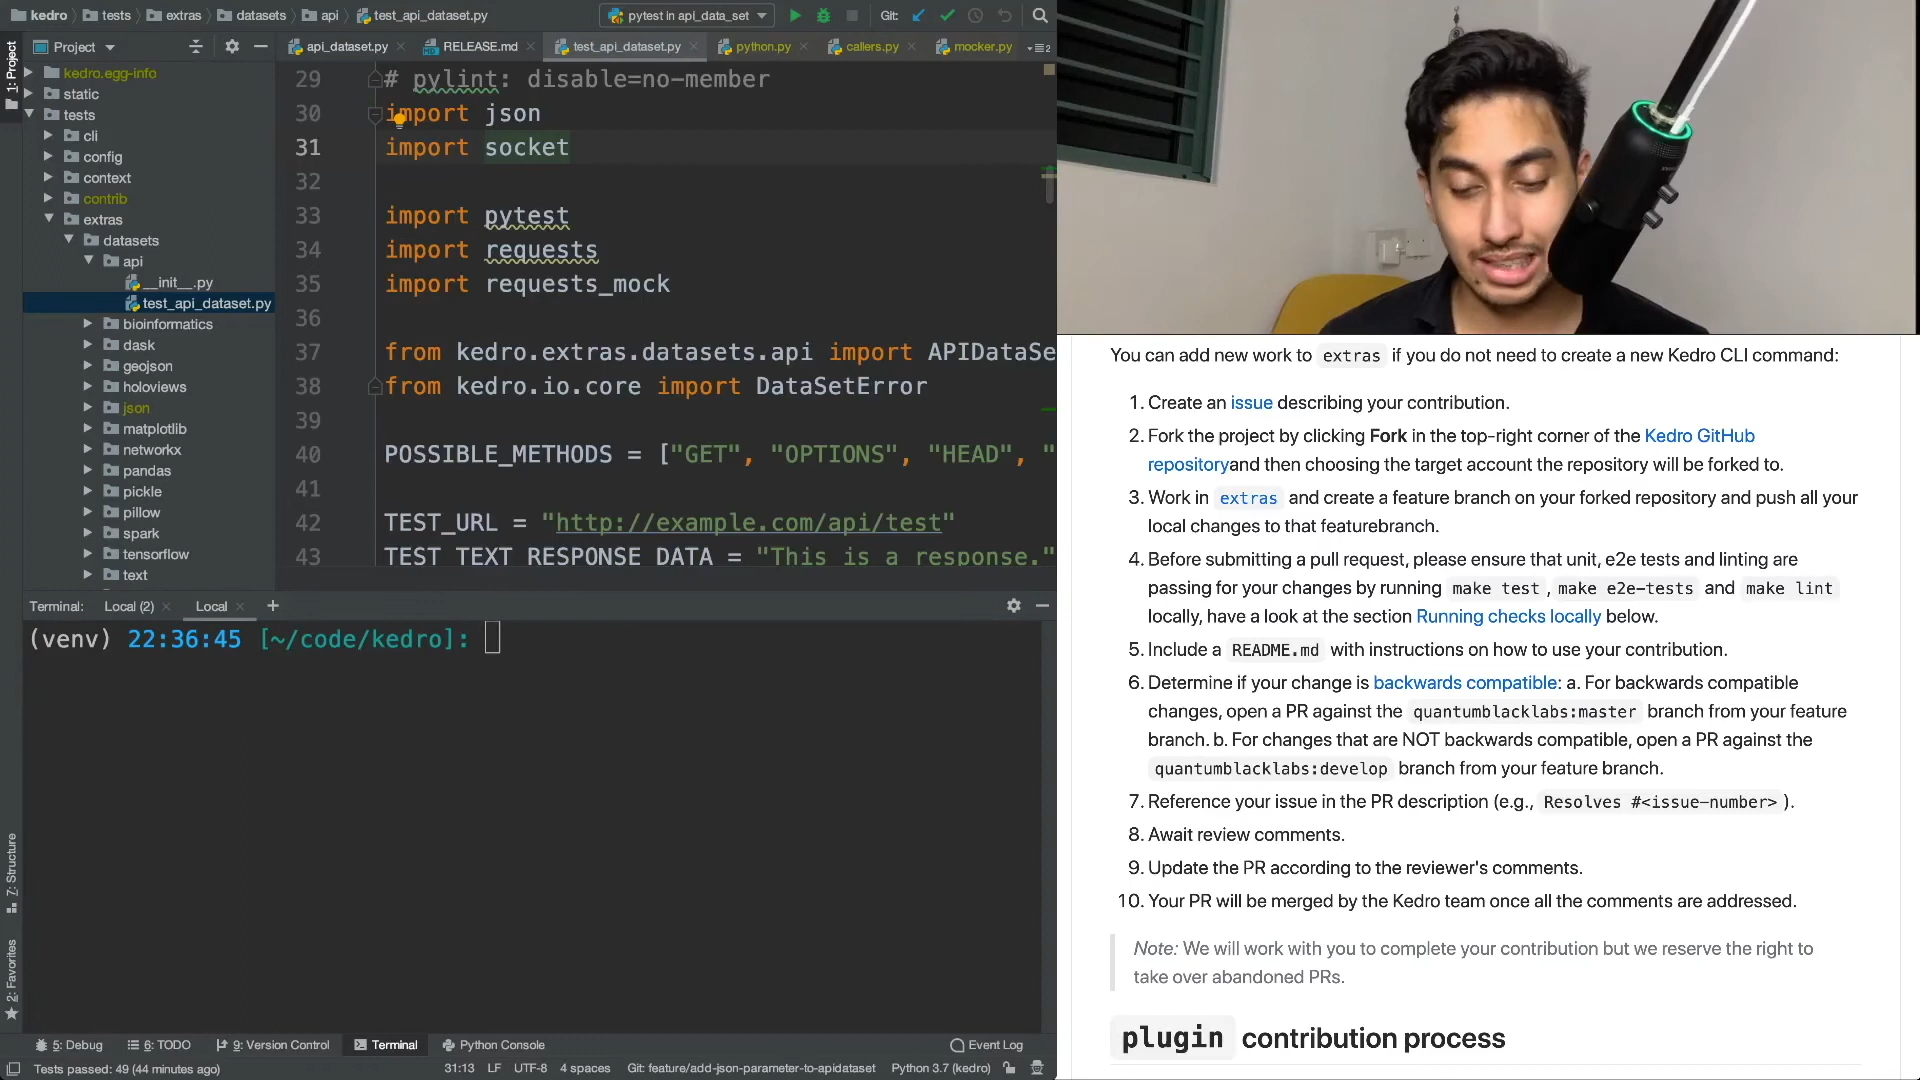 kedro tests extras datasets api test_api_dataset.py
pytest in api_data_set
Git:
1: Project
Project
api_dataset.py
RELEASE.md
test_api_dataset.py
python.py
callers.py
mocker.py
kedro.egg-info
static
tests
cli
config
context
contrib
extras
datasets
api
__init__.py
test_api_dataset.py
bioinformatics
dask
geojson
holoviews
json
matplotlib
networkx
pandas
pickle
pillow
spark
tensorflow
text
29 # pylint: disable=no-member
30 import json
31 import socket
32
33 import pytest
34 import requests
35 import requests_mock
36
37 from kedro.extras.datasets.api import APIDataSe
38 from kedro.io.core import DataSetError
39
40 POSSIBLE_METHODS = ["GET", "OPTIONS", "HEAD", "
41
42 TEST_URL = "http://example.com/api/test"
43 TEST_TEXT_RESPONSE_DATA = "This is a response."
Terminal: Local (2) Local
(venv) 22:36:45 [~/code/kedro]:
7: Structure
2: Favorites
5: Debug 6: TODO 9: Version Control Terminal Python Console Event Log
Tests passed: 49 (44 minutes ago) 31:13 LF UTF-8 4 spaces Git: feature/add-json-parameter-to-apidataset Python 3.7 (kedro)
You can add new work to extras if you do not need to create a new Kedro CLI command:
1. Create an issue describing your contribution.
2. Fork the project by clicking Fork in the top-right corner of the Kedro GitHub
repositoryand then choosing the target account the repository will be forked to.
3. Work in extras and create a feature branch on your forked repository and push all your
local changes to that featurebranch.
4. Before submitting a pull request, please ensure that unit, e2e tests and linting are
passing for your changes by running make test , make e2e-tests and make lint
locally, have a look at the section Running checks locally below.
5. Include a README.md with instructions on how to use your contribution.
6. Determine if your change is backwards compatible: a. For backwards compatible
changes, open a PR against the quantumblacklabs:master branch from your feature
branch. b. For changes that are NOT backwards compatible, open a PR against the
quantumblacklabs:develop branch from your feature branch.
7. Reference your issue in the PR description (e.g., Resolves #<issue-number> ).
8. Await review comments.
9. Update the PR according to the reviewer's comments.
10. Your PR will be merged by the Kedro team once all the comments are addressed.
Note: We will work with you to complete your contribution but we reserve the right to
take over abandoned PRs.
plugin contribution process